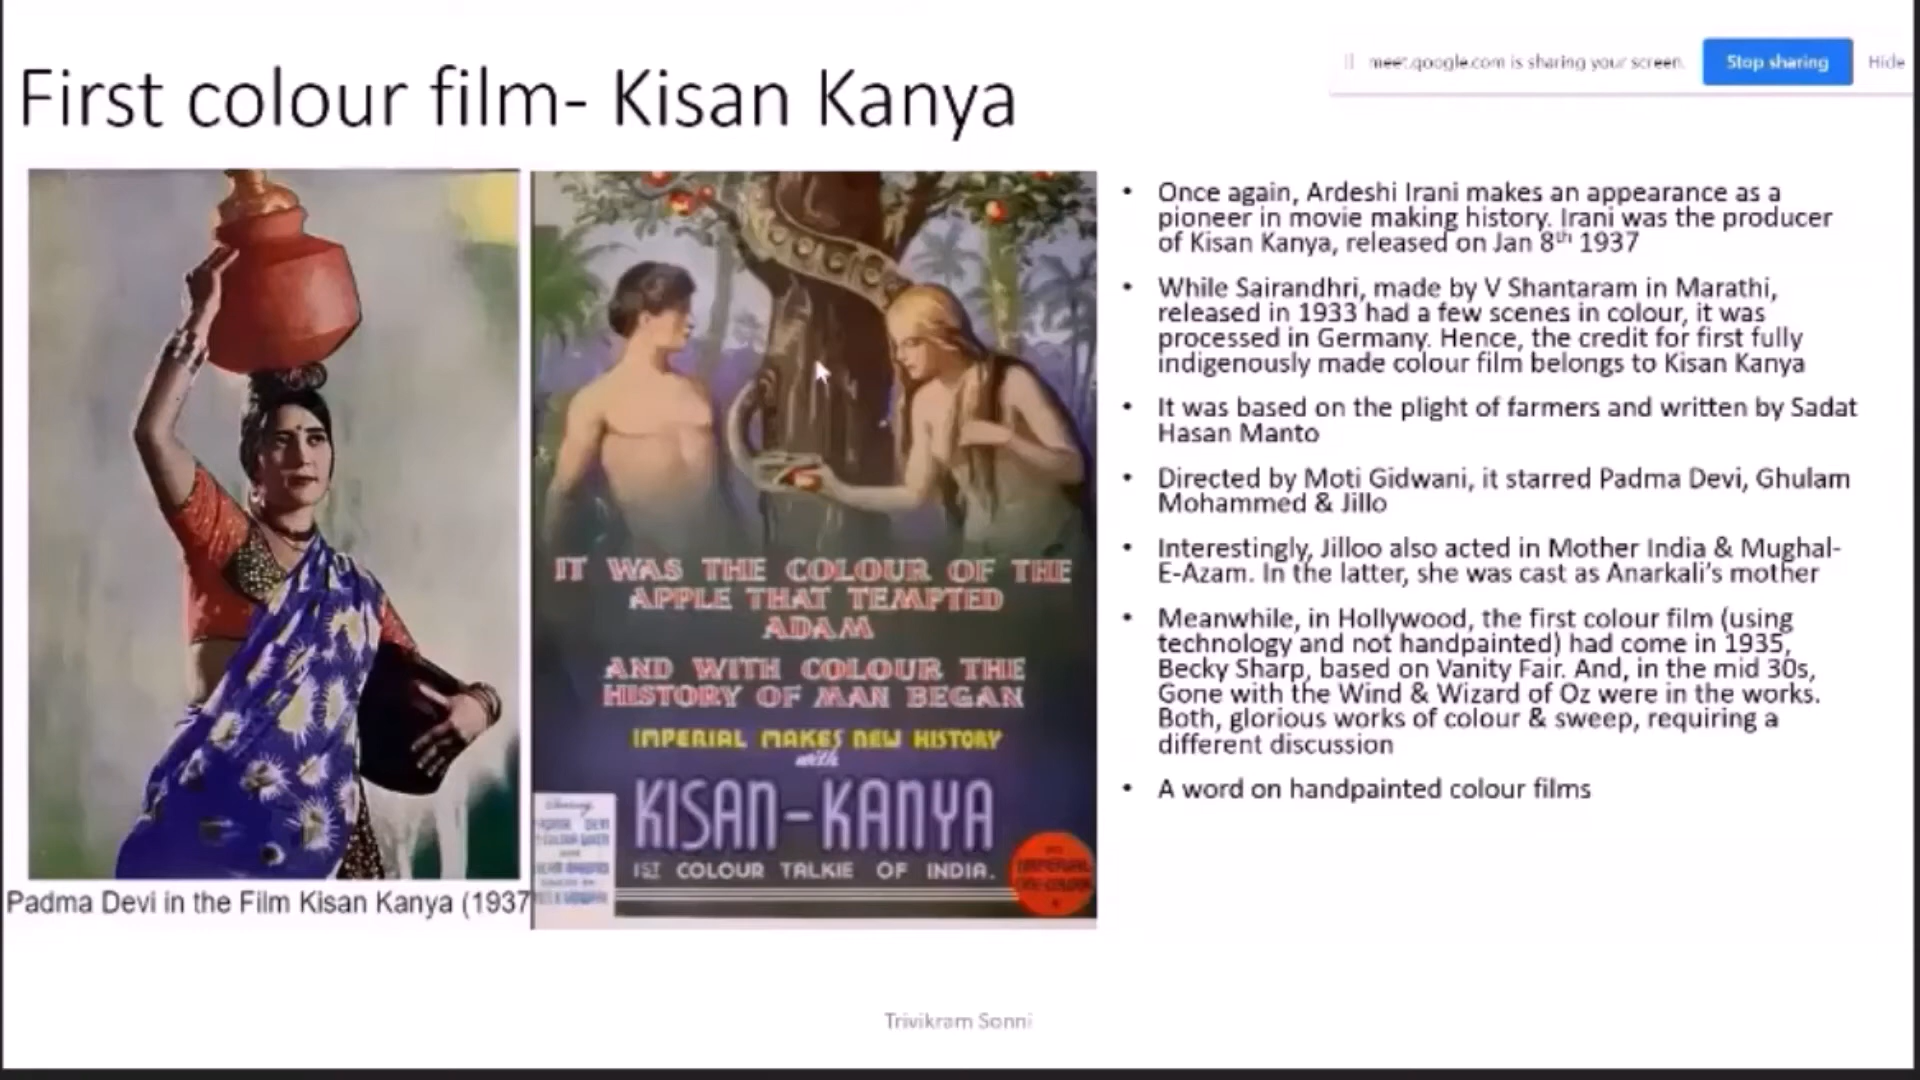 First colour film- Kisan Kanya
meet.google.com is sharing your screen.
Stop sharing
Hide
• Once again, Ardeshi Irani makes an appearance as a
pioneer in movie making history. Irani was the producer
of Kisan Kanya, released on Jan 8th 1937
• While Sairandhri, made by V Shantaram in Marathi,
released in 1933 had a few scenes in colour, it was
processed in Germany. Hence, the credit for first fully
indigenously made colour film belongs to Kisan Kanya
• It was based on the plight of farmers and written by Sadat
Hasan Manto
• Directed by Moti Gidwani, it starred Padma Devi, Ghulam
Mohammed & Jillo
• Interestingly, Jilloo also acted in Mother India & Mughal-
E-Azam. In the latter, she was cast as Anarkali's mother
• Meanwhile, in Hollywood, the first colour film (using
technology and not handpainted) had come in 1935,
Becky Sharp, based on Vanity Fair. And, in the mid 30s,
Gone with the Wind & Wizard of Oz were in the works.
Both, glorious works of colour & sweep, requiring a
different discussion
• A word on handpainted colour films
IT WAS THE COLOUR OF THE
APPLE THAT TEMPTED
ADAM
AND WITH COLOUR THE
HISTORY OF MAN BEGAN
IMPERIAL MAKES NEW HISTORY
with
KISAN-KANYA
1ST COLOUR TALKIE OF INDIA.
Padma Devi in the Film Kisan Kanya (1937
Trivikram Sonni